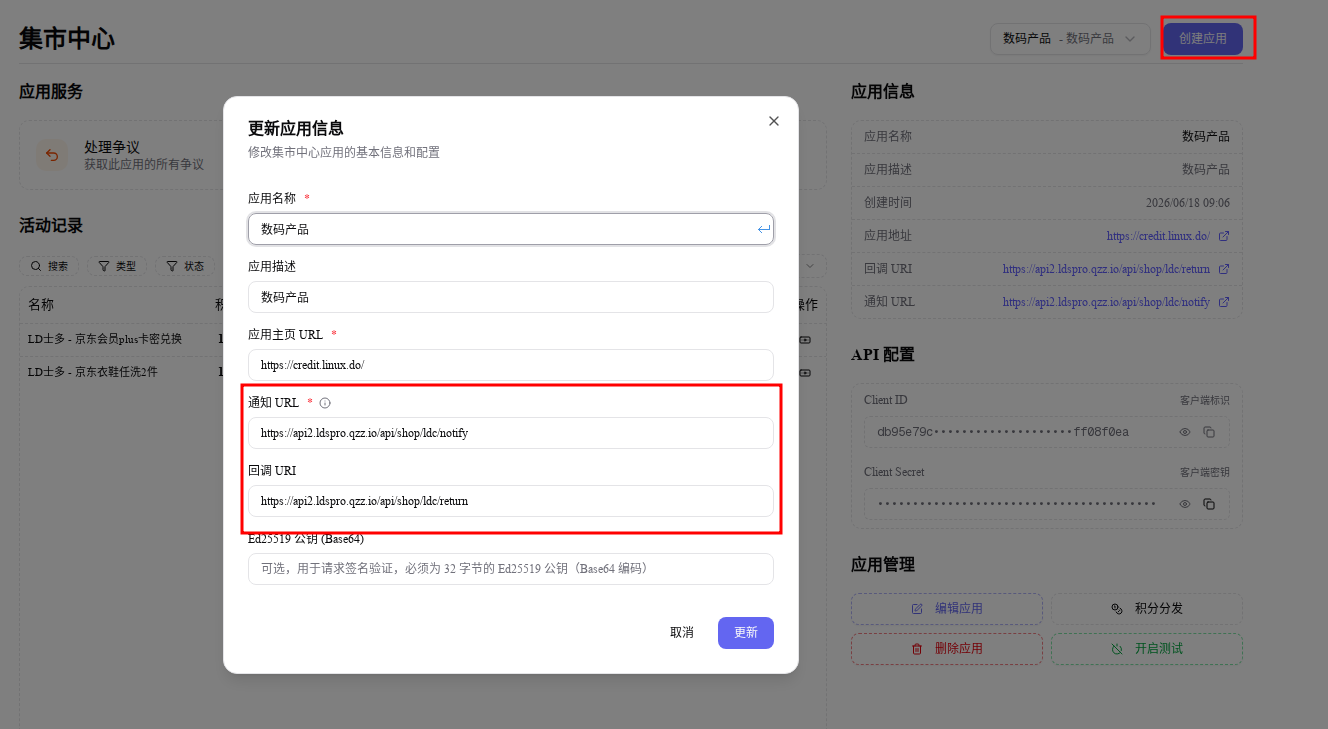 集市中心
数码产品 - 数码产品
创建应用
应用服务
处理争议
获取此应用的所有争议
活动记录
搜索
类型
状态
名称
LD士多 - 京东会员plus卡密兑换
LD士多 - 京东衣鞋任洗2件
更新应用信息
修改集市中心应用的基本信息和配置
应用名称 *
数码产品
应用描述
数码产品
应用主页 URL *
https://credit.linux.do/
通知 URL *
https://api2.ldspro.qzz.io/api/shop/ldc/notify
回调 URI
https://api2.ldspro.qzz.io/api/shop/ldc/return
Ed25519 公钥 (Base64)
可选，用于请求签名验证，必须为 32 字节的 Ed25519 公钥（Base64 编码）
取消
更新
应用信息
应用名称 数码产品
应用描述 数码产品
创建时间 2026/06/18 09:06
应用地址 https://credit.linux.do/
回调 URI https://api2.ldspro.qzz.io/api/shop/ldc/return
通知 URL https://api2.ldspro.qzz.io/api/shop/ldc/notify
API 配置
Client ID 客户端标识
db95e79c••••••••••••••••••••ff08f0ea
Client Secret 客户端密钥
••••••••••••••••••••••••••••••••••••••••
应用管理
编辑应用
积分分发
删除应用
开启测试